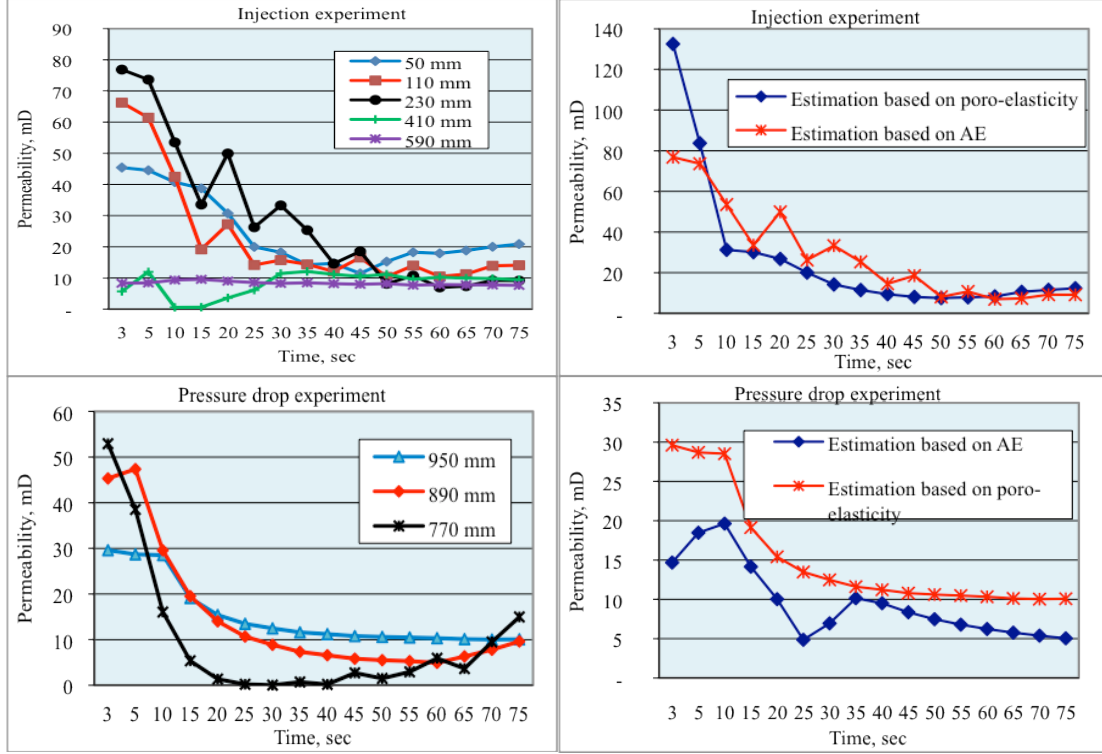 Injection experiment
90
80
70
60
50
40
30
20
10
-
Permeability, mD
50 mm
110 mm
230 mm
410 mm
590 mm
3 5 10 15 20 25 30 35 40 45 50 55 60 65 70 75
Time, sec
Injection experiment
140
120
100
80
60
40
20
-
Permeability, mD
Estimation based on poro-elasticity
Estimation based on AE
3 5 10 15 20 25 30 35 40 45 50 55 60 65 70 75
Time, sec
Pressure drop experiment
60
50
40
30
20
10
0
Permeability, mD
950 mm
890 mm
770 mm
3 5 10 15 20 25 30 35 40 45 50 55 60 65 70 75
Time, sec
Pressure drop experiment
35
30
25
20
15
10
5
-
Permeability, mD
Estimation based on AE
Estimation based on poro-
elasticity
3 5 10 15 20 25 30 35 40 45 50 55 60 65 70 75
Time, sec